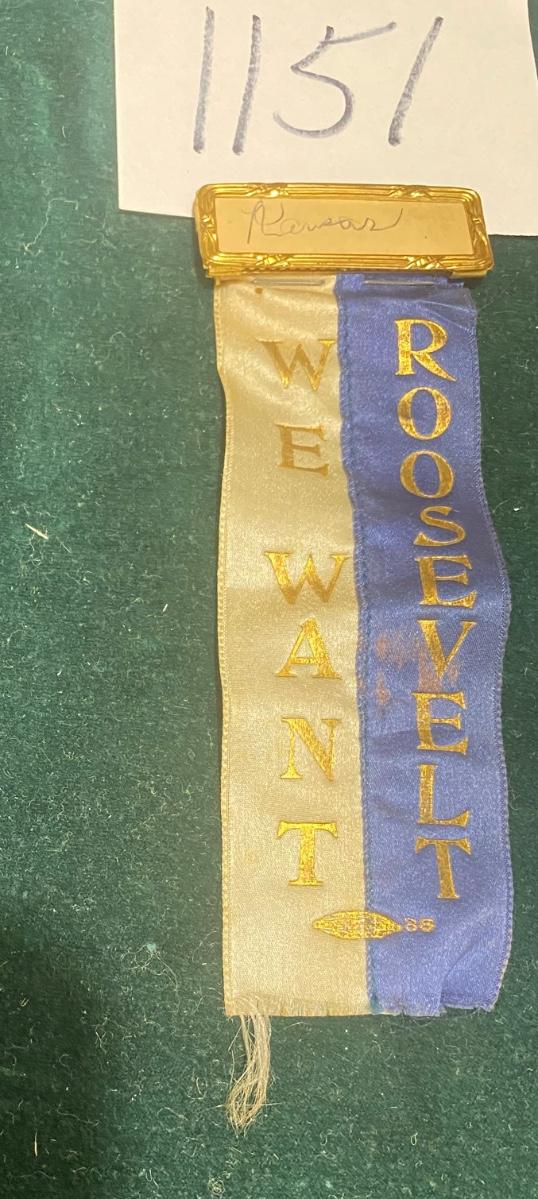 1151
Kansas
WE WANT
ROOSEVELT